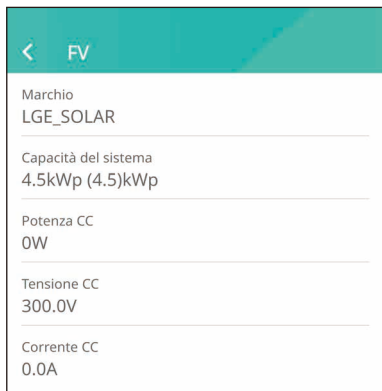 FV
Marchio
LGE_SOLAR
Capacità del sistema
4.5kWp (4.5)kWp
Potenza CC
0W
Tensione CC
300.0V
Corrente CC
0.0A